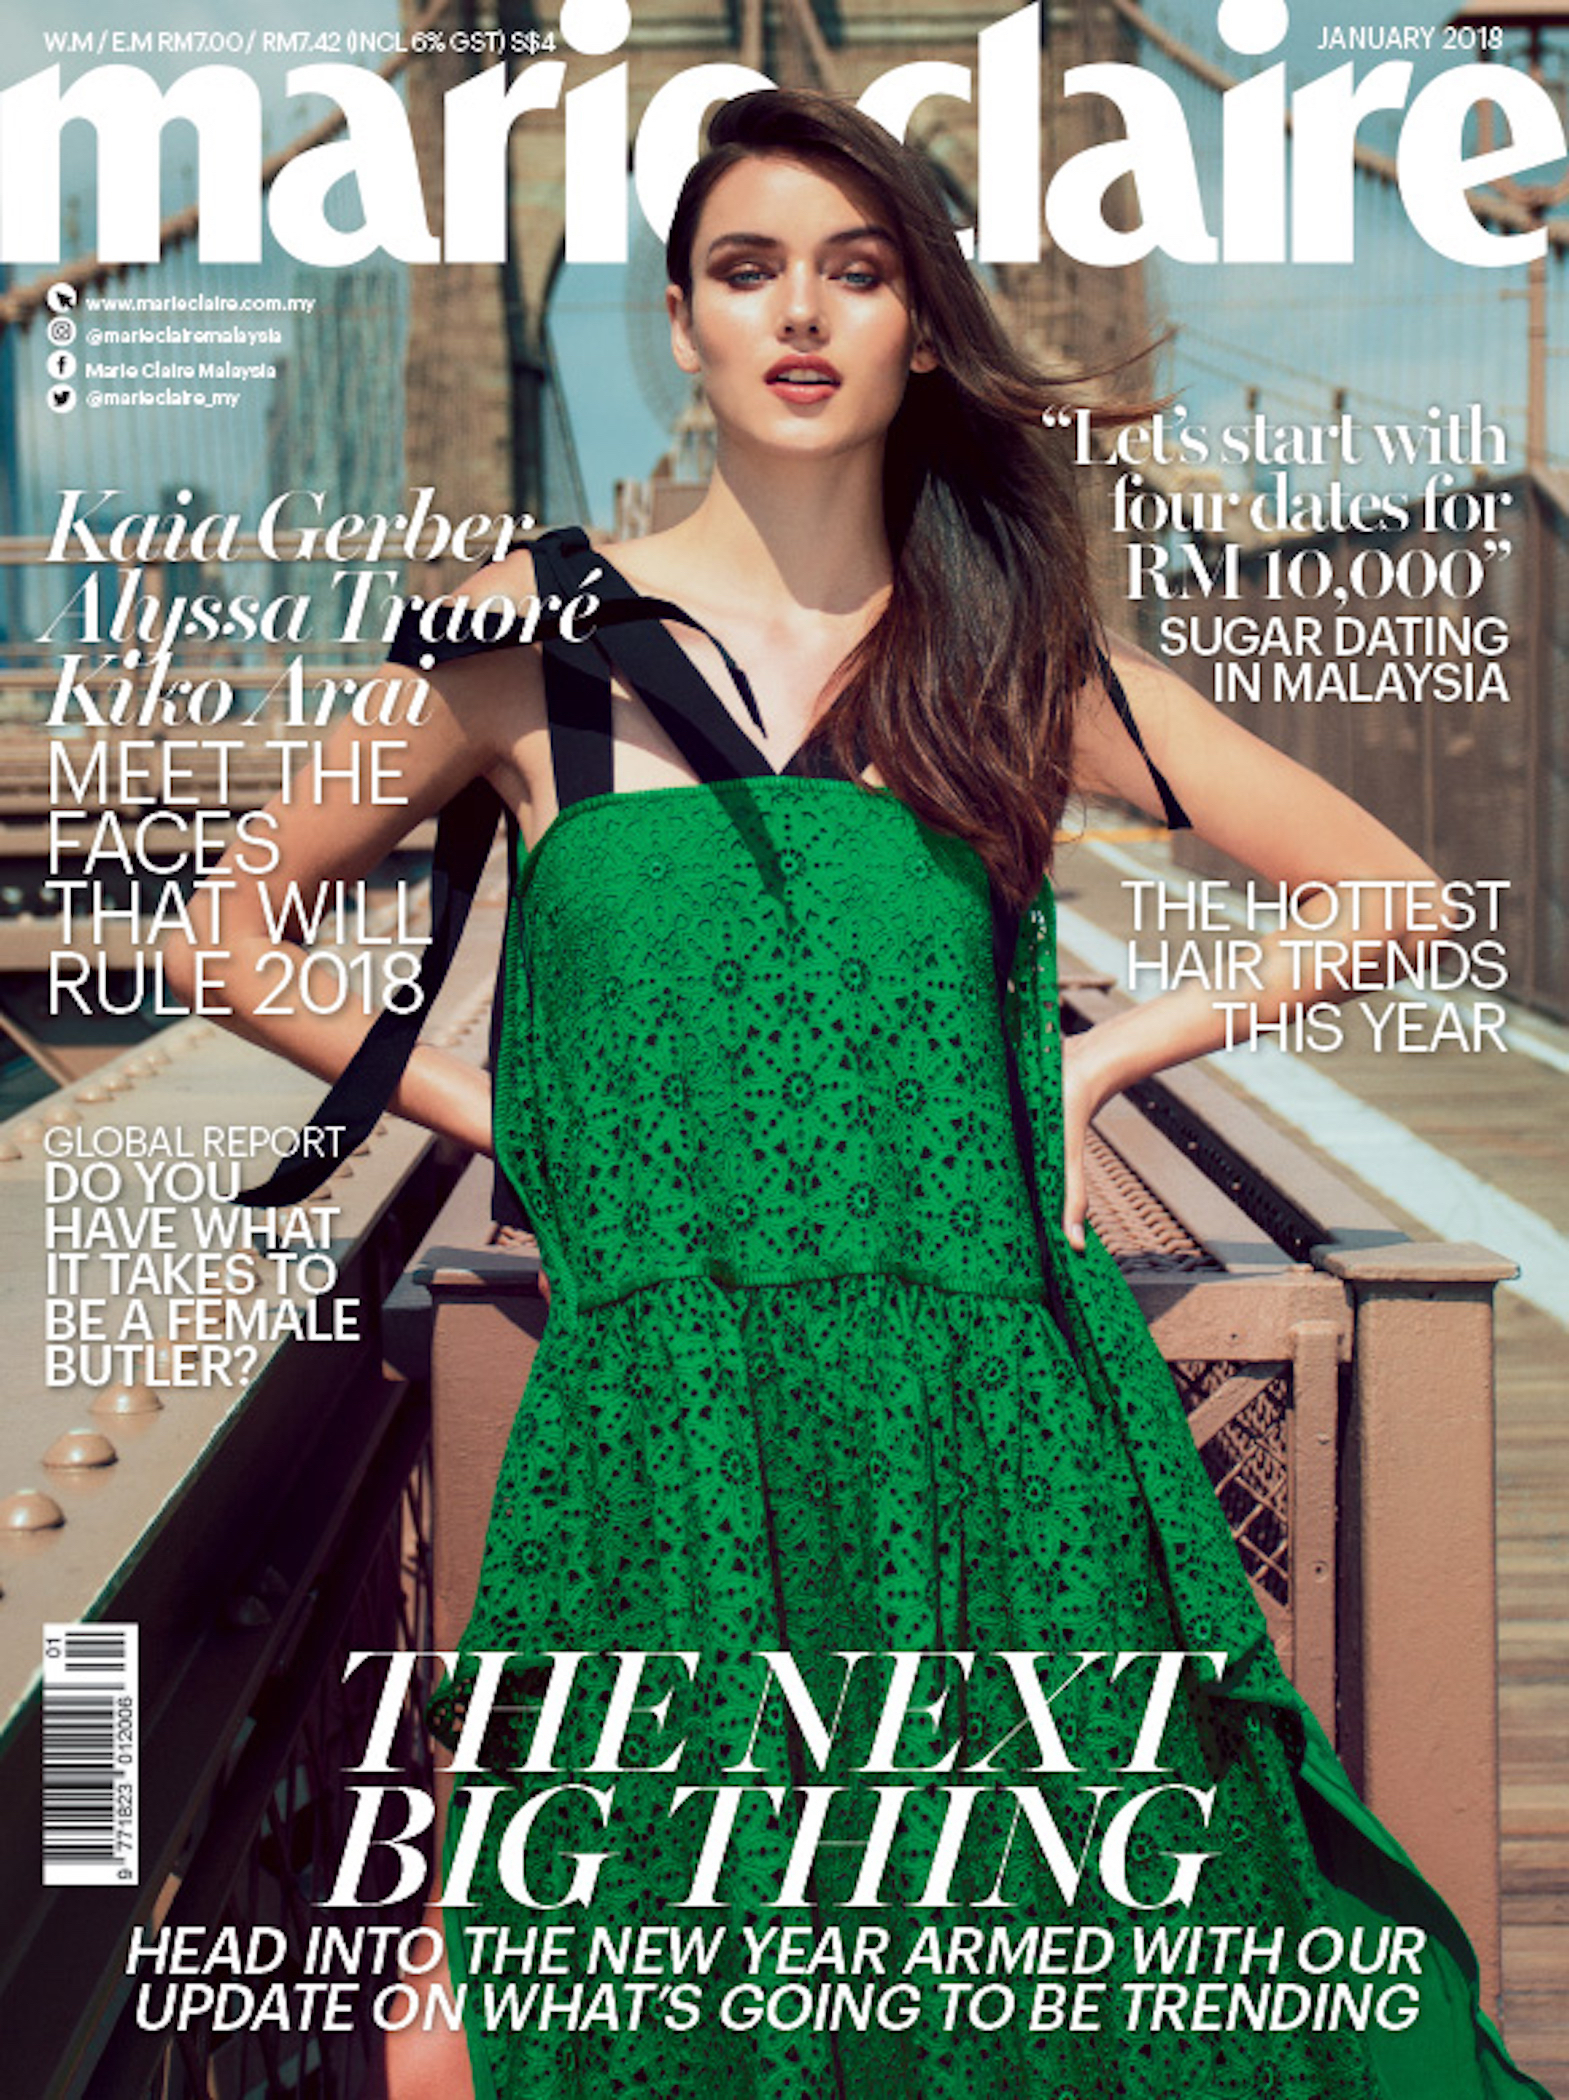 W.M / E.M RM7.00 / RM7.42 (INCL 6% GST) S$4
JANUARY 2018
marie claire
www.marieclaire.com.my
@marieclairemalaysia
Marie Claire Malaysia
@marieclaire_my
“Let’s start with
four dates for
RM 10,000”
SUGAR DATING
IN MALAYSIA
Kaia Gerber
Alyssa Traoré
Kiko Arai
MEET THE
FACES
THAT WILL
RULE 2018
THE HOTTEST
HAIR TRENDS
THIS YEAR
GLOBAL REPORT
DO YOU
HAVE WHAT
IT TAKES TO
BE A FEMALE
BUTLER?
01
9 771823 012006
THE NEXT
BIG THING
HEAD INTO THE NEW YEAR ARMED WITH OUR
UPDATE ON WHAT’S GOING TO BE TRENDING